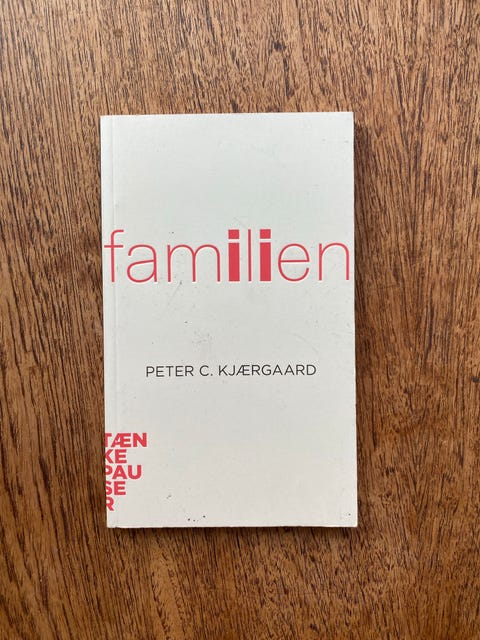 familien
PETER C. KJÆRGAARD
TÆN
KE
PAU
SE
R